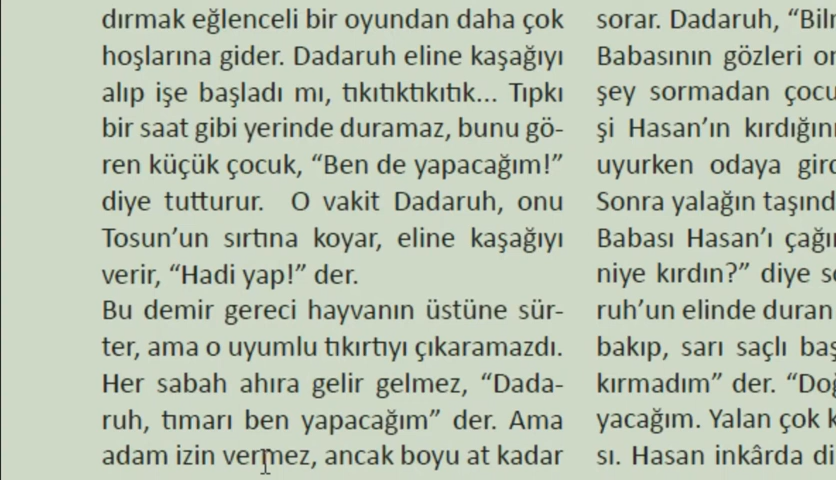 dırmak eğlenceli bir oyundan daha çok
hoşlarına gider. Dadaruh eline kaşağıyı
alıp işe başladı mı, tıkıtıktıkıtık... Tıpkı
bir saat gibi yerinde duramaz, bunu gö-
ren küçük çocuk, “Ben de yapacağım!”
diye tutturur. O vakit Dadaruh, onu
Tosun’un sırtına koyar, eline kaşağıyı
verir, “Hadi yap!” der.
Bu demir gereci hayvanın üstüne sür-
ter, ama o uyumlu tıkırtıyı çıkaramazdı.
Her sabah ahıra gelir gelmez, “Dada-
ruh, tımarı ben yapacağım” der. Ama
adam izin vermez, ancak boyu at kadar
sorar. Dadaruh,
Babasının gözleri
şey sormadan
şi Hasan’ın
uyurken odaya
Sonra yalağın
Babası Hasan’ı
niye kırdın?” diye
ruh’un elinde duran
bakıp, sarı saçlı
kırmadım” der.
yacağım. Yalan çok
sı. Hasan inkârda